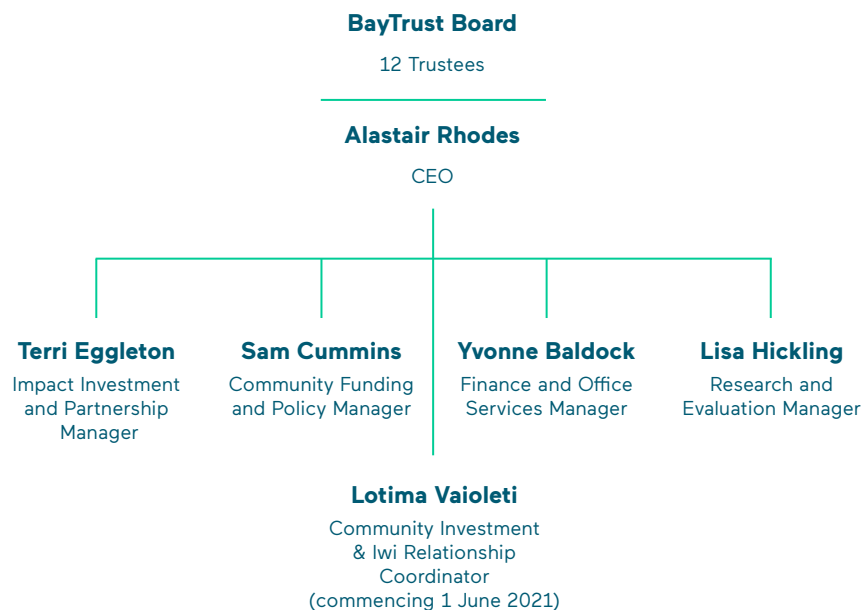 BayTrust Board
12 Trustees
Alastair Rhodes
CEO
Terri Eggleton
Impact Investment
and Partnership
Manager
Sam Cummins
Community Funding
and Policy Manager
Yvonne Baldock
Finance and Office
Services Manager
Lisa Hickling
Research and
Evaluation Manager
Lotima Vaioleti
Community Investment
& Iwi Relationship
Coordinator
(commencing 1 June 2021)